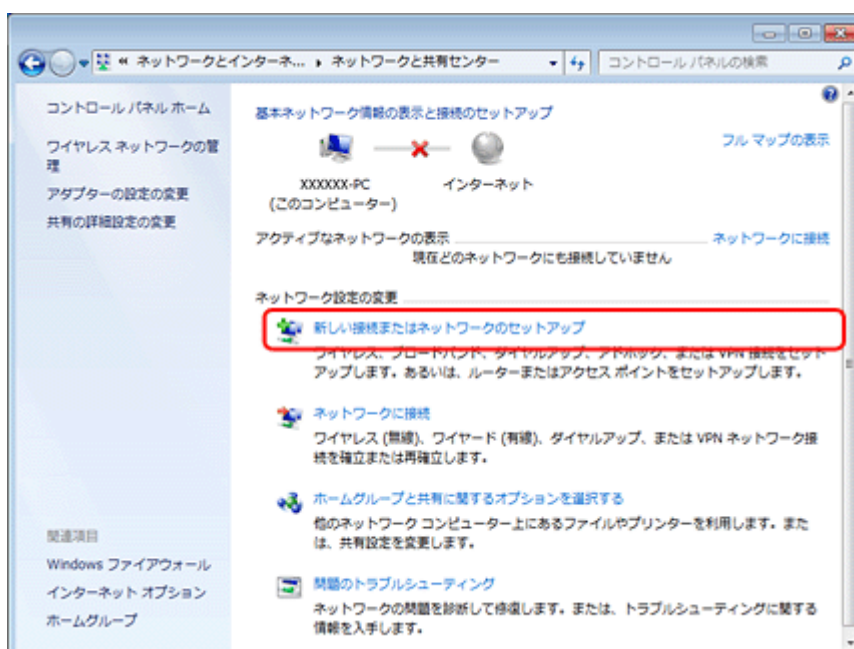 « ネットワークとインターネ... ▸ ネットワークと共有センター
コントロール パネルの検索
コントロール パネル ホーム
ワイヤレス ネットワークの管
理
アダプターの設定の変更
共有の詳細設定の変更
基本ネットワーク情報の表示と接続のセットアップ
フル マップの表示
XXXXXX-PC
(このコンピューター)
インターネット
アクティブなネットワークの表示
ネットワークに接続
現在どのネットワークにも接続していません
ネットワーク設定の変更
新しい接続またはネットワークのセットアップ
ワイヤレス、ブロードバンド、ダイヤルアップ、アドホック、または VPN 接続をセット
アップします。あるいは、ルーターまたはアクセス ポイントをセットアップします。
ネットワークに接続
ワイヤレス (無線)、ワイヤード (有線)、ダイヤルアップ、または VPN ネットワーク接
続を確立または再確立します。
ホームグループと共有に関するオプションを選択する
他のネットワーク コンピューター上にあるファイルやプリンターを利用します。また
は、共有設定を変更します。
問題のトラブルシューティング
ネットワークの問題を診断して修復します。または、トラブルシューティングに関する
情報を入手します。
関連項目
Windows ファイアウォール
インターネット オプション
ホームグループ